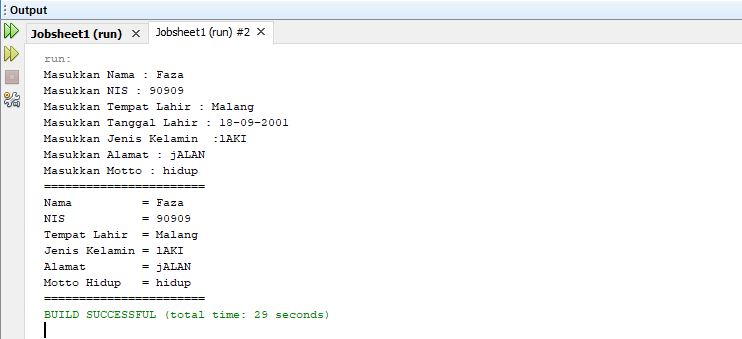 Output
Jobsheet1 (run) × Jobsheet1 (run) #2 ×
run:
Masukkan Nama : Faza
Masukkan NIS : 90909
Masukkan Tempat Lahir : Malang
Masukkan Tanggal Lahir : 18-09-2001
Masukkan Jenis Kelamin  :lAKI
Masukkan Alamat : jALAN
Masukkan Motto : hidup
=======================
Nama          = Faza
NIS           = 90909
Tempat Lahir  = Malang
Jenis Kelamin = lAKI
Alamat        = jALAN
Motto Hidup   = hidup
=======================
BUILD SUCCESSFUL (total time: 29 seconds)